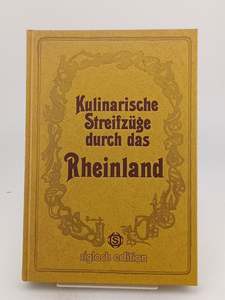 Kulinarische
Streifzüge
durch das
Rheinland
S
sigloch edition